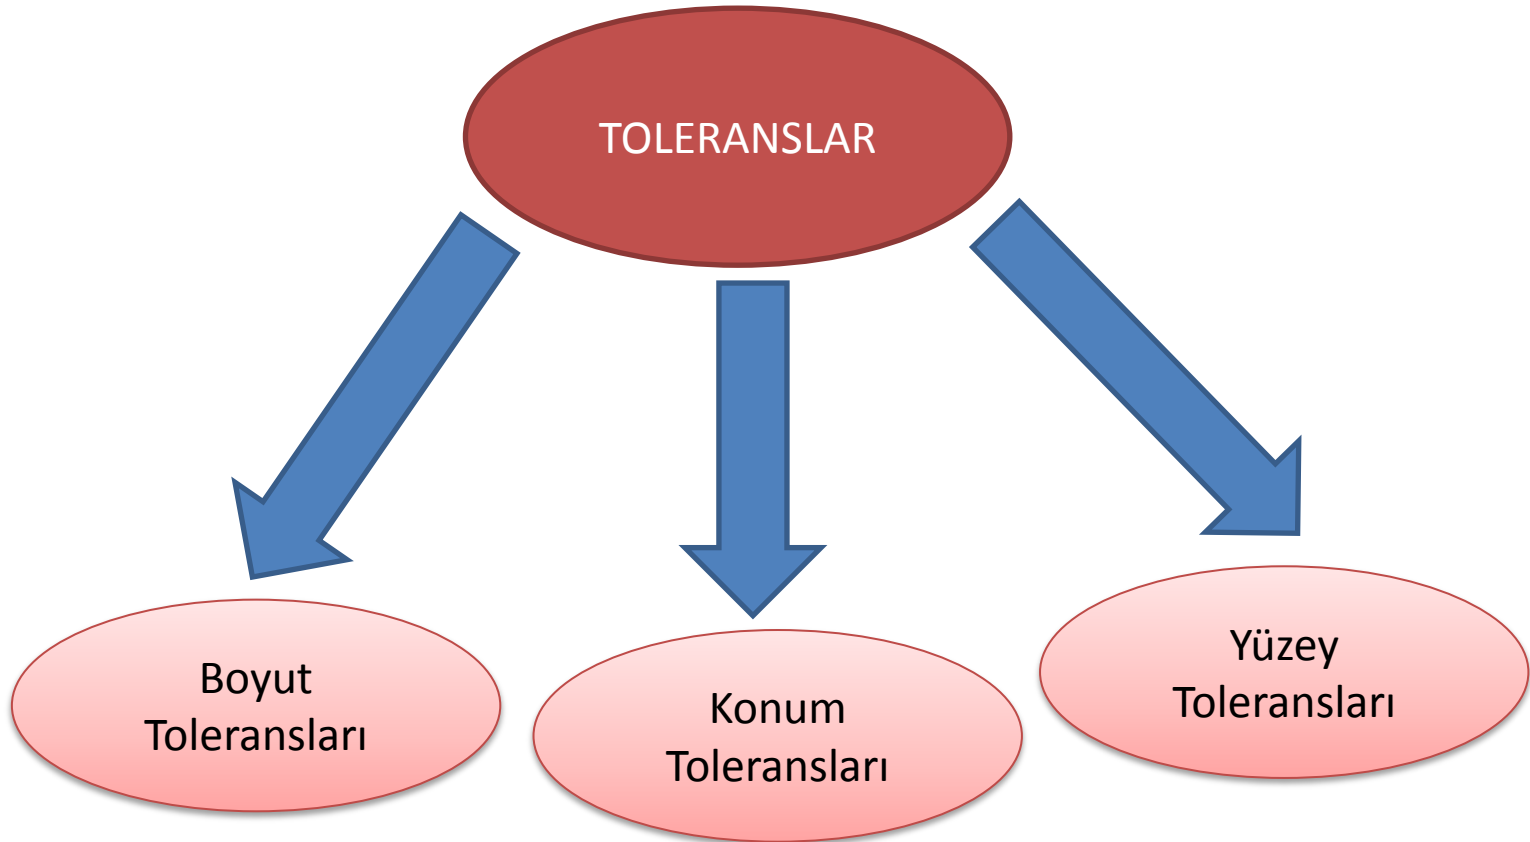 TOLERANSLAR
Boyut
Toleransları
Konum
Toleransları
Yüzey
Toleransları